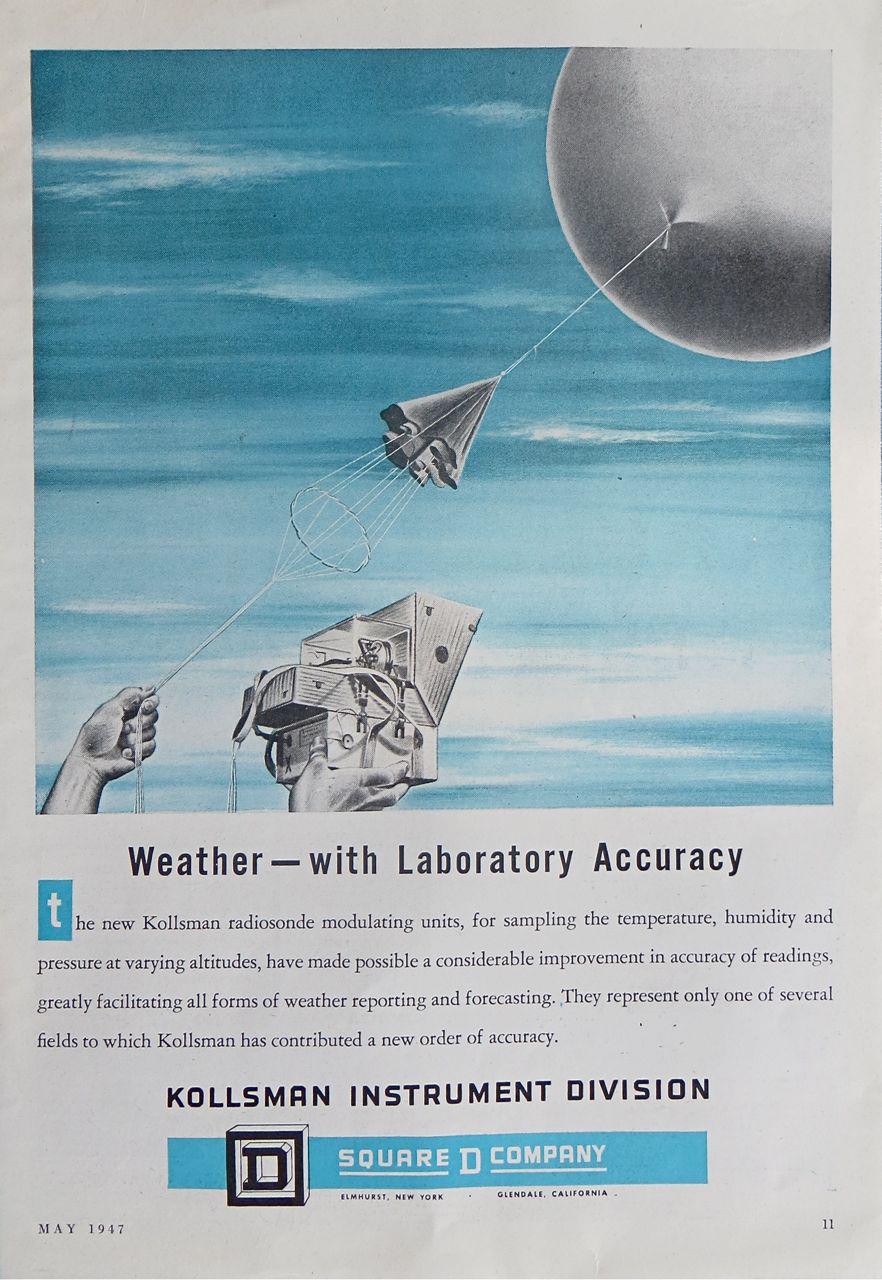 Weather—with Laboratory Accuracy
the new Kollsman radiosonde modulating units, for sampling the temperature, humidity and
pressure at varying altitudes, have made possible a considerable improvement in accuracy of readings,
greatly facilitating all forms of weather reporting and forecasting. They represent only one of several
fields to which Kollsman has contributed a new order of accuracy.
KOLLSMAN INSTRUMENT DIVISION
D
SQUARE D COMPANY
ELMHURST, NEW YORK · GLENDALE, CALIFORNIA
MAY 1947
11